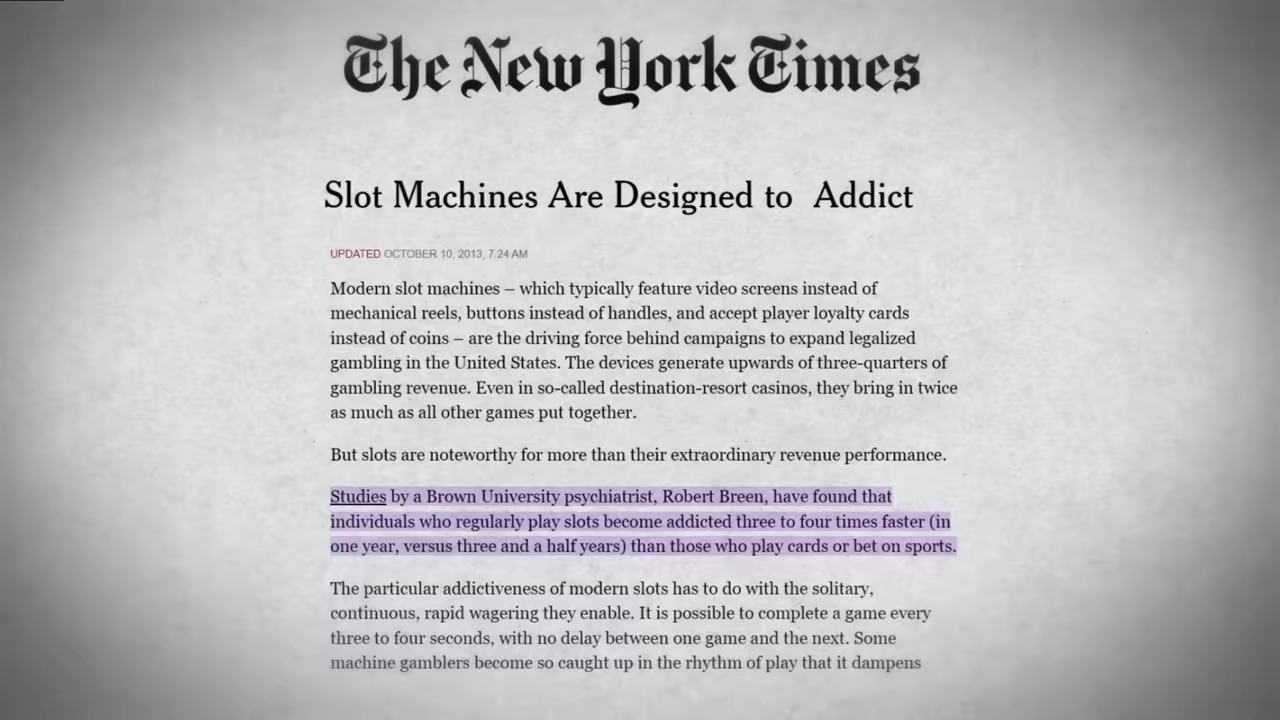 The New York Times
Slot Machines Are Designed to Addict
UPDATED OCTOBER 10, 2013, 7:24 AM
Modern slot machines – which typically feature video screens instead of
mechanical reels, buttons instead of handles, and accept player loyalty cards
instead of coins – are the driving force behind campaigns to expand legalized
gambling in the United States. The devices generate upwards of three-quarters of
gambling revenue. Even in so-called destination-resort casinos, they bring in twice
as much as all other games put together.
But slots are noteworthy for more than their extraordinary revenue performance.
Studies by a Brown University psychiatrist, Robert Breen, have found that
individuals who regularly play slots become addicted three to four times faster (in
one year, versus three and a half years) than those who play cards or bet on sports.
The particular addictiveness of modern slots has to do with the solitary,
continuous, rapid wagering they enable. It is possible to complete a game every
three to four seconds, with no delay between one game and the next. Some
machine gamblers become so caught up in the rhythm of play that it dampens